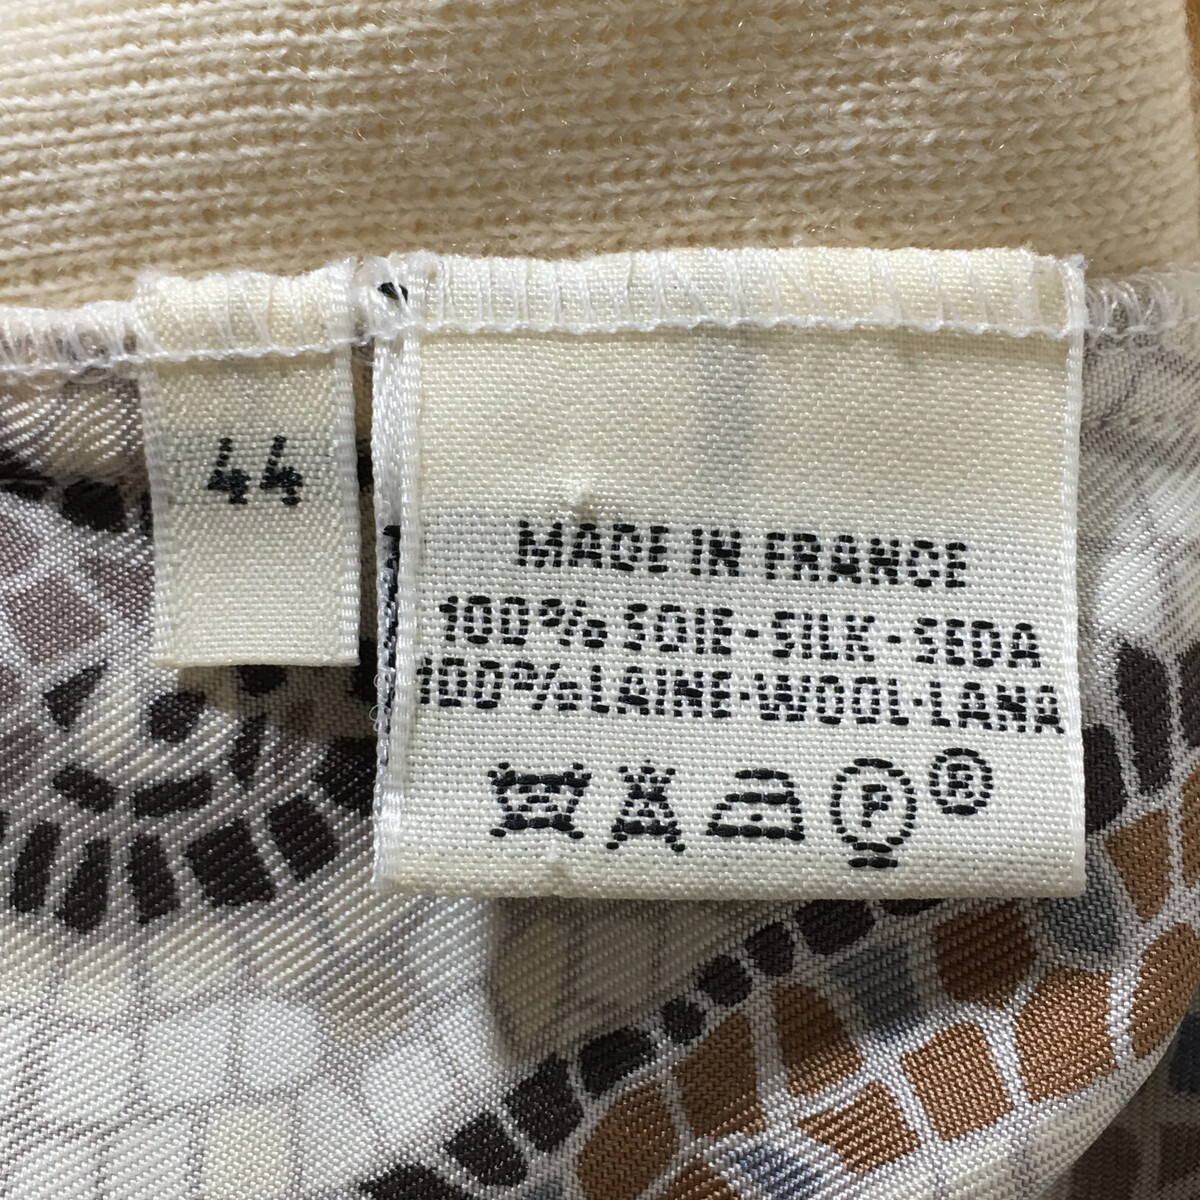 44
MADE IN FRANCE
100% SOIE-SILK-SEDA
100% LAINE-WOOL-LANA
P ®